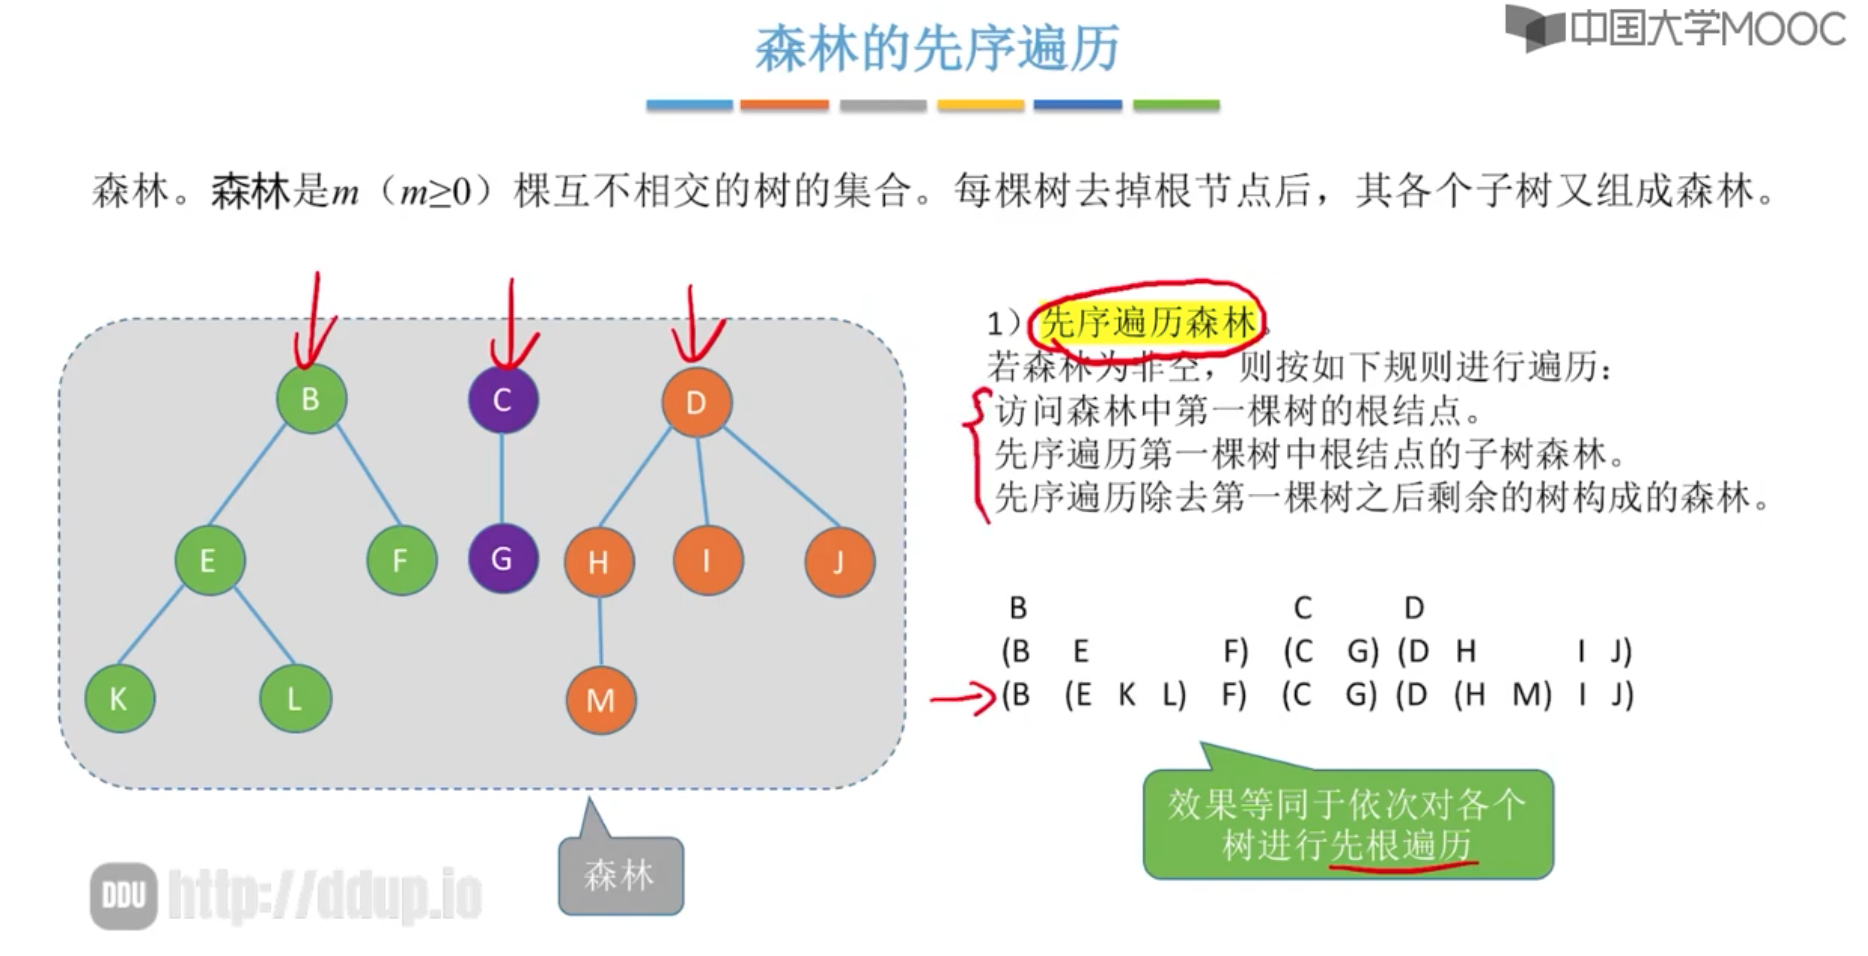 森林的先序遍历
中国大学MOOC
森林。森林是m（m≥0）棵互不相交的树的集合。每棵树去掉根节点后，其各个子树又组成森林。
1）先序遍历森林。
若森林为非空，则按如下规则进行遍历：
访问森林中第一棵树的根结点。
先序遍历第一棵树中根结点的子树森林。
先序遍历除去第一棵树之后剩余的树构成的森林。
B C D
E F G H I J
K L M
B C D
(B E F) (C G) (D H I J)
(B (E K L) F) (C G) (D (H M) I J)
效果等同于依次对各个
树进行先根遍历
森林
DDU http://ddup.io